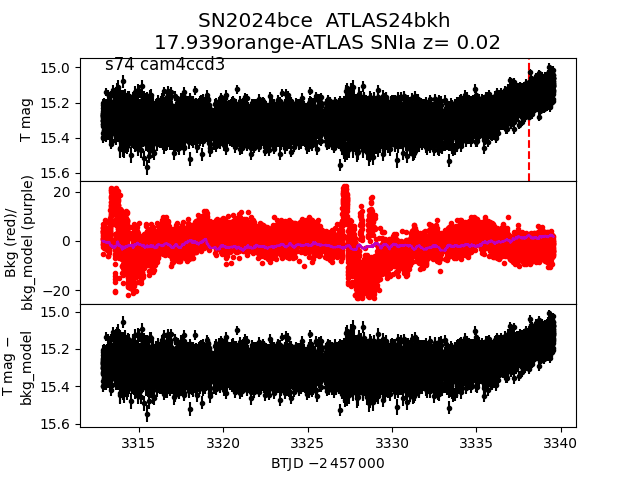 SN2024bce ATLAS24bkh
17.939orange-ATLAS SNIa z= 0.02
s74 cam4ccd3
15.0
15.2
15.4
15.6
T mag
20
0
−20
Bkg (red)/
bkg_model (purple)
15.0
15.2
15.4
15.6
T mag −
bkg_model
3315
3320
3325
3330
3335
3340
BTJD −2 457 000